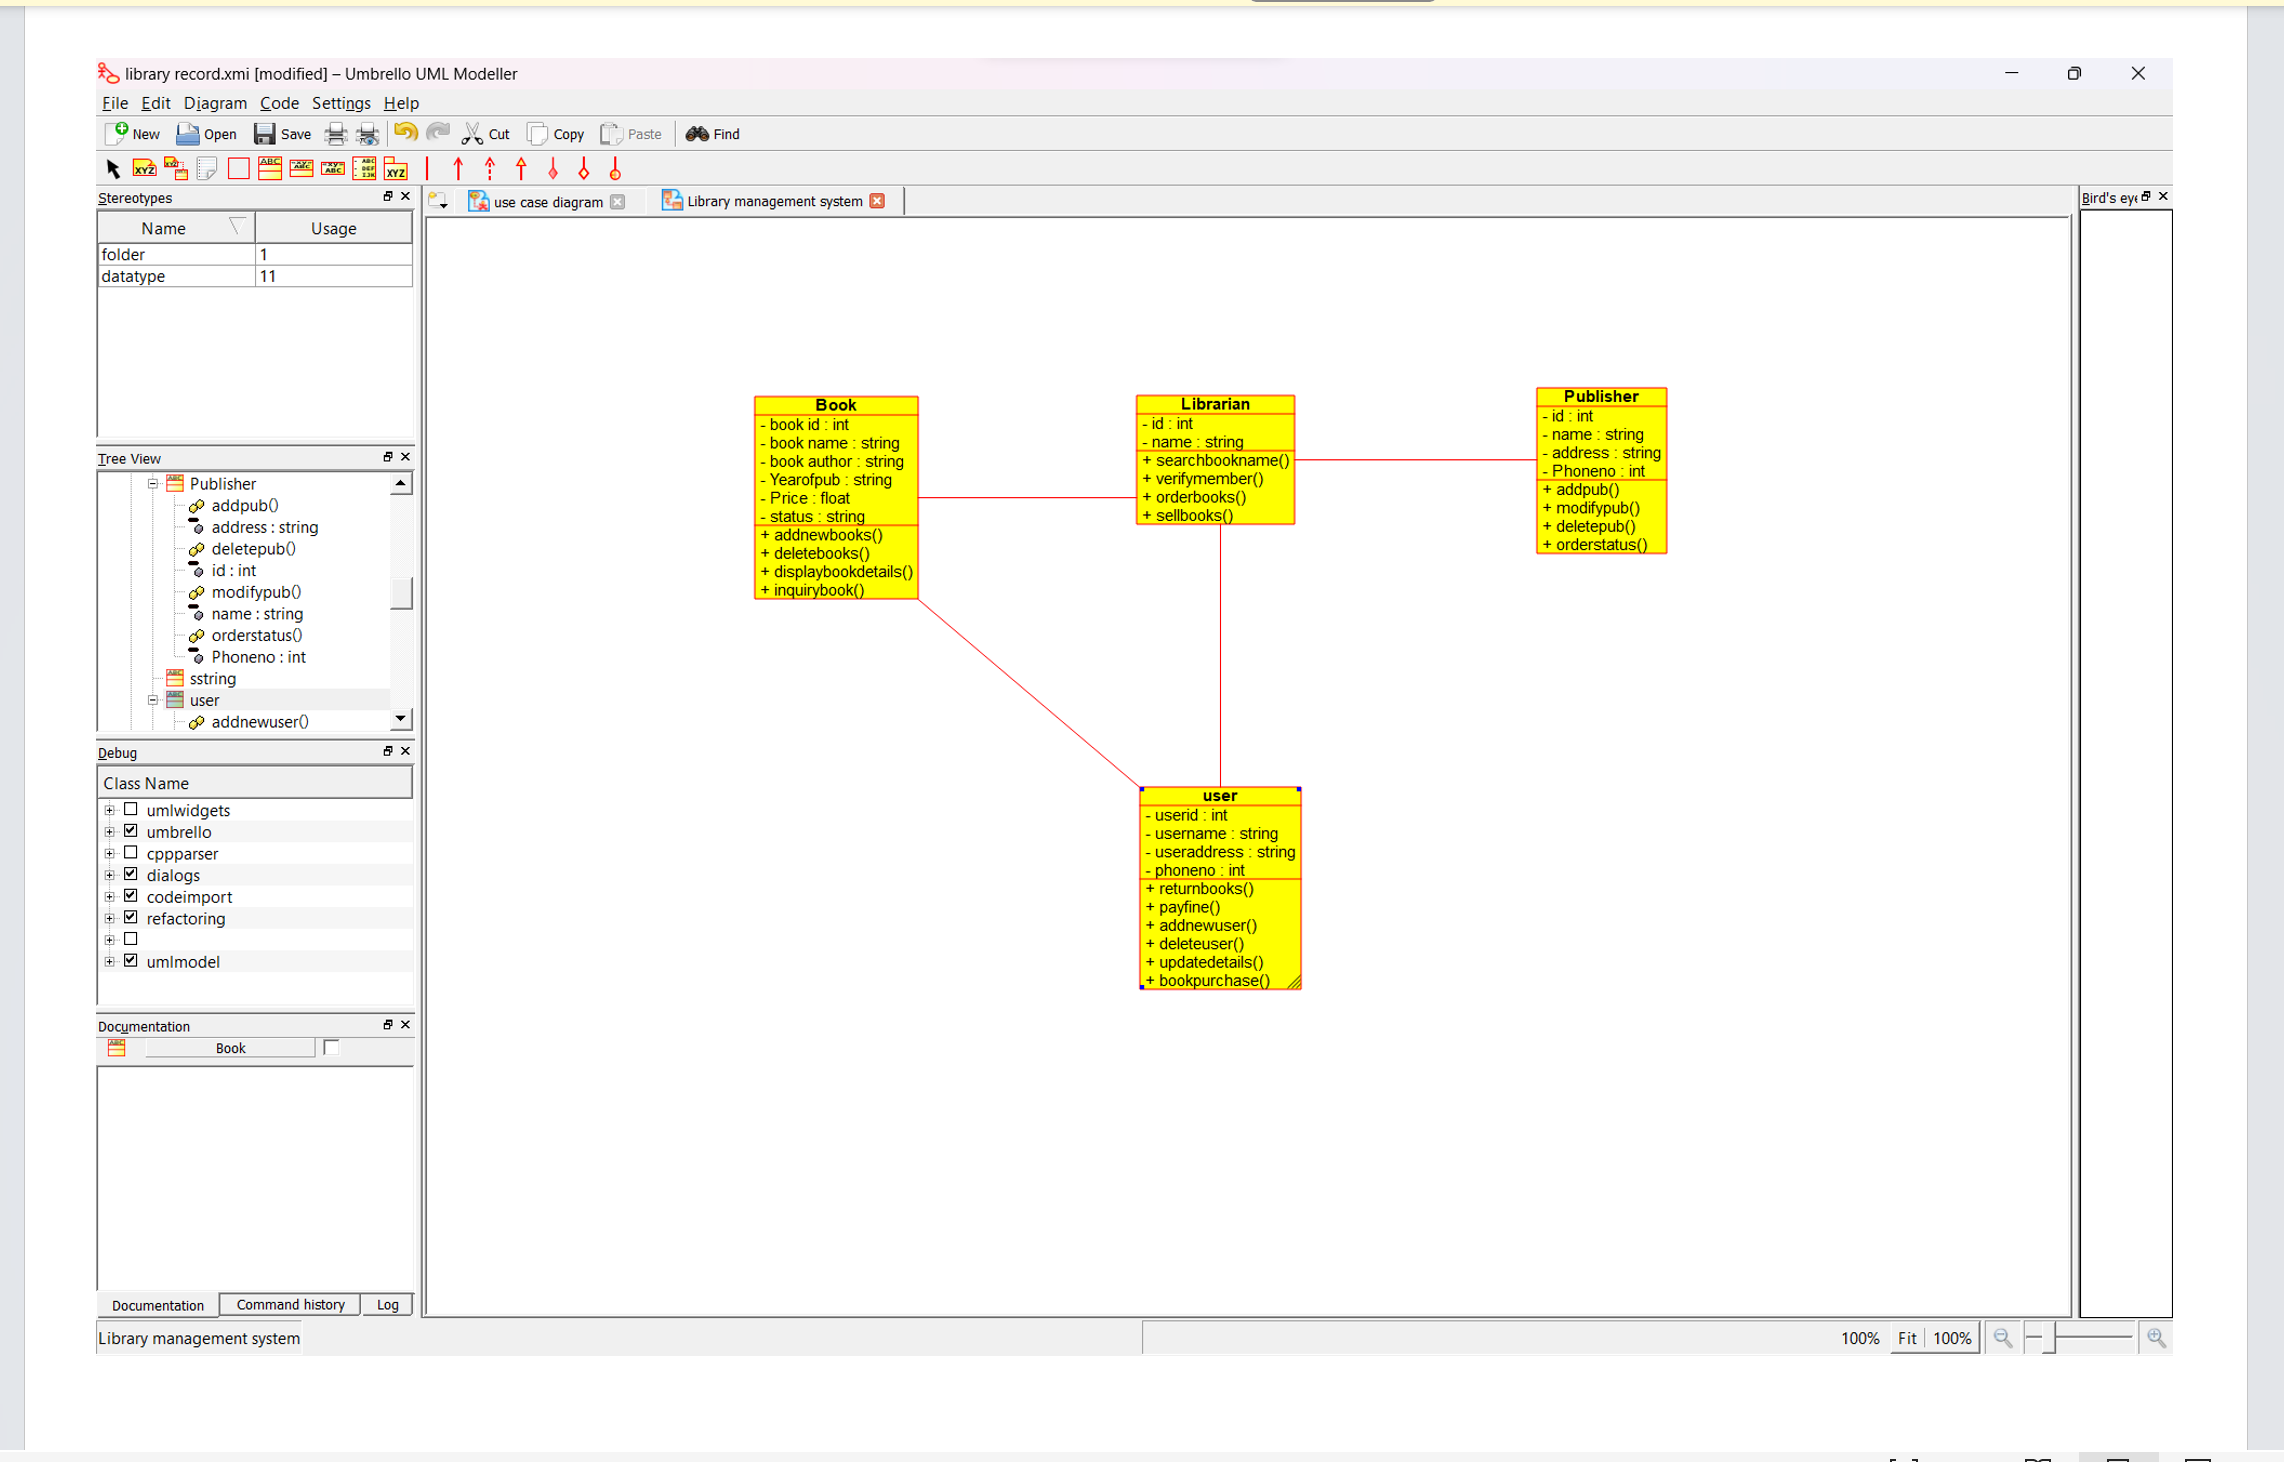 library record.xmi [modified] – Umbrello UML Modeller
File Edit Diagram Code Settings Help
New Open Save Cut Copy Paste Find
Stereotypes
Name Usage
folder 1
datatype 11
Tree View
Publisher
addpub()
address : string
deletepub()
id : int
modifypub()
name : string
orderstatus()
Phoneno : int
sstring
user
addnewuser()
Debug
Class Name
umlwidgets
umbrello
cppparser
dialogs
codeimport
refactoring
umlmodel
Documentation
Book
Documentation Command history Log
use case diagram Library management system
Bird's eye
Book
- book id : int
- book name : string
- book author : string
- Yearofpub : string
- Price : float
- status : string
+ addnewbooks()
+ deletebooks()
+ displaybookdetails()
+ inquirybook()
Librarian
- id : int
- name : string
+ searchbookname()
+ verifymember()
+ orderbooks()
+ sellbooks()
Publisher
- id : int
- name : string
- address : string
- Phoneno : int
+ addpub()
+ modifypub()
+ deletepub()
+ orderstatus()
user
- userid : int
- username : string
- useraddress : string
- phoneno : int
+ returnbooks()
+ payfine()
+ addnewuser()
+ deleteuser()
+ updatedetails()
+ bookpurchase()
Library management system
100% Fit 100%